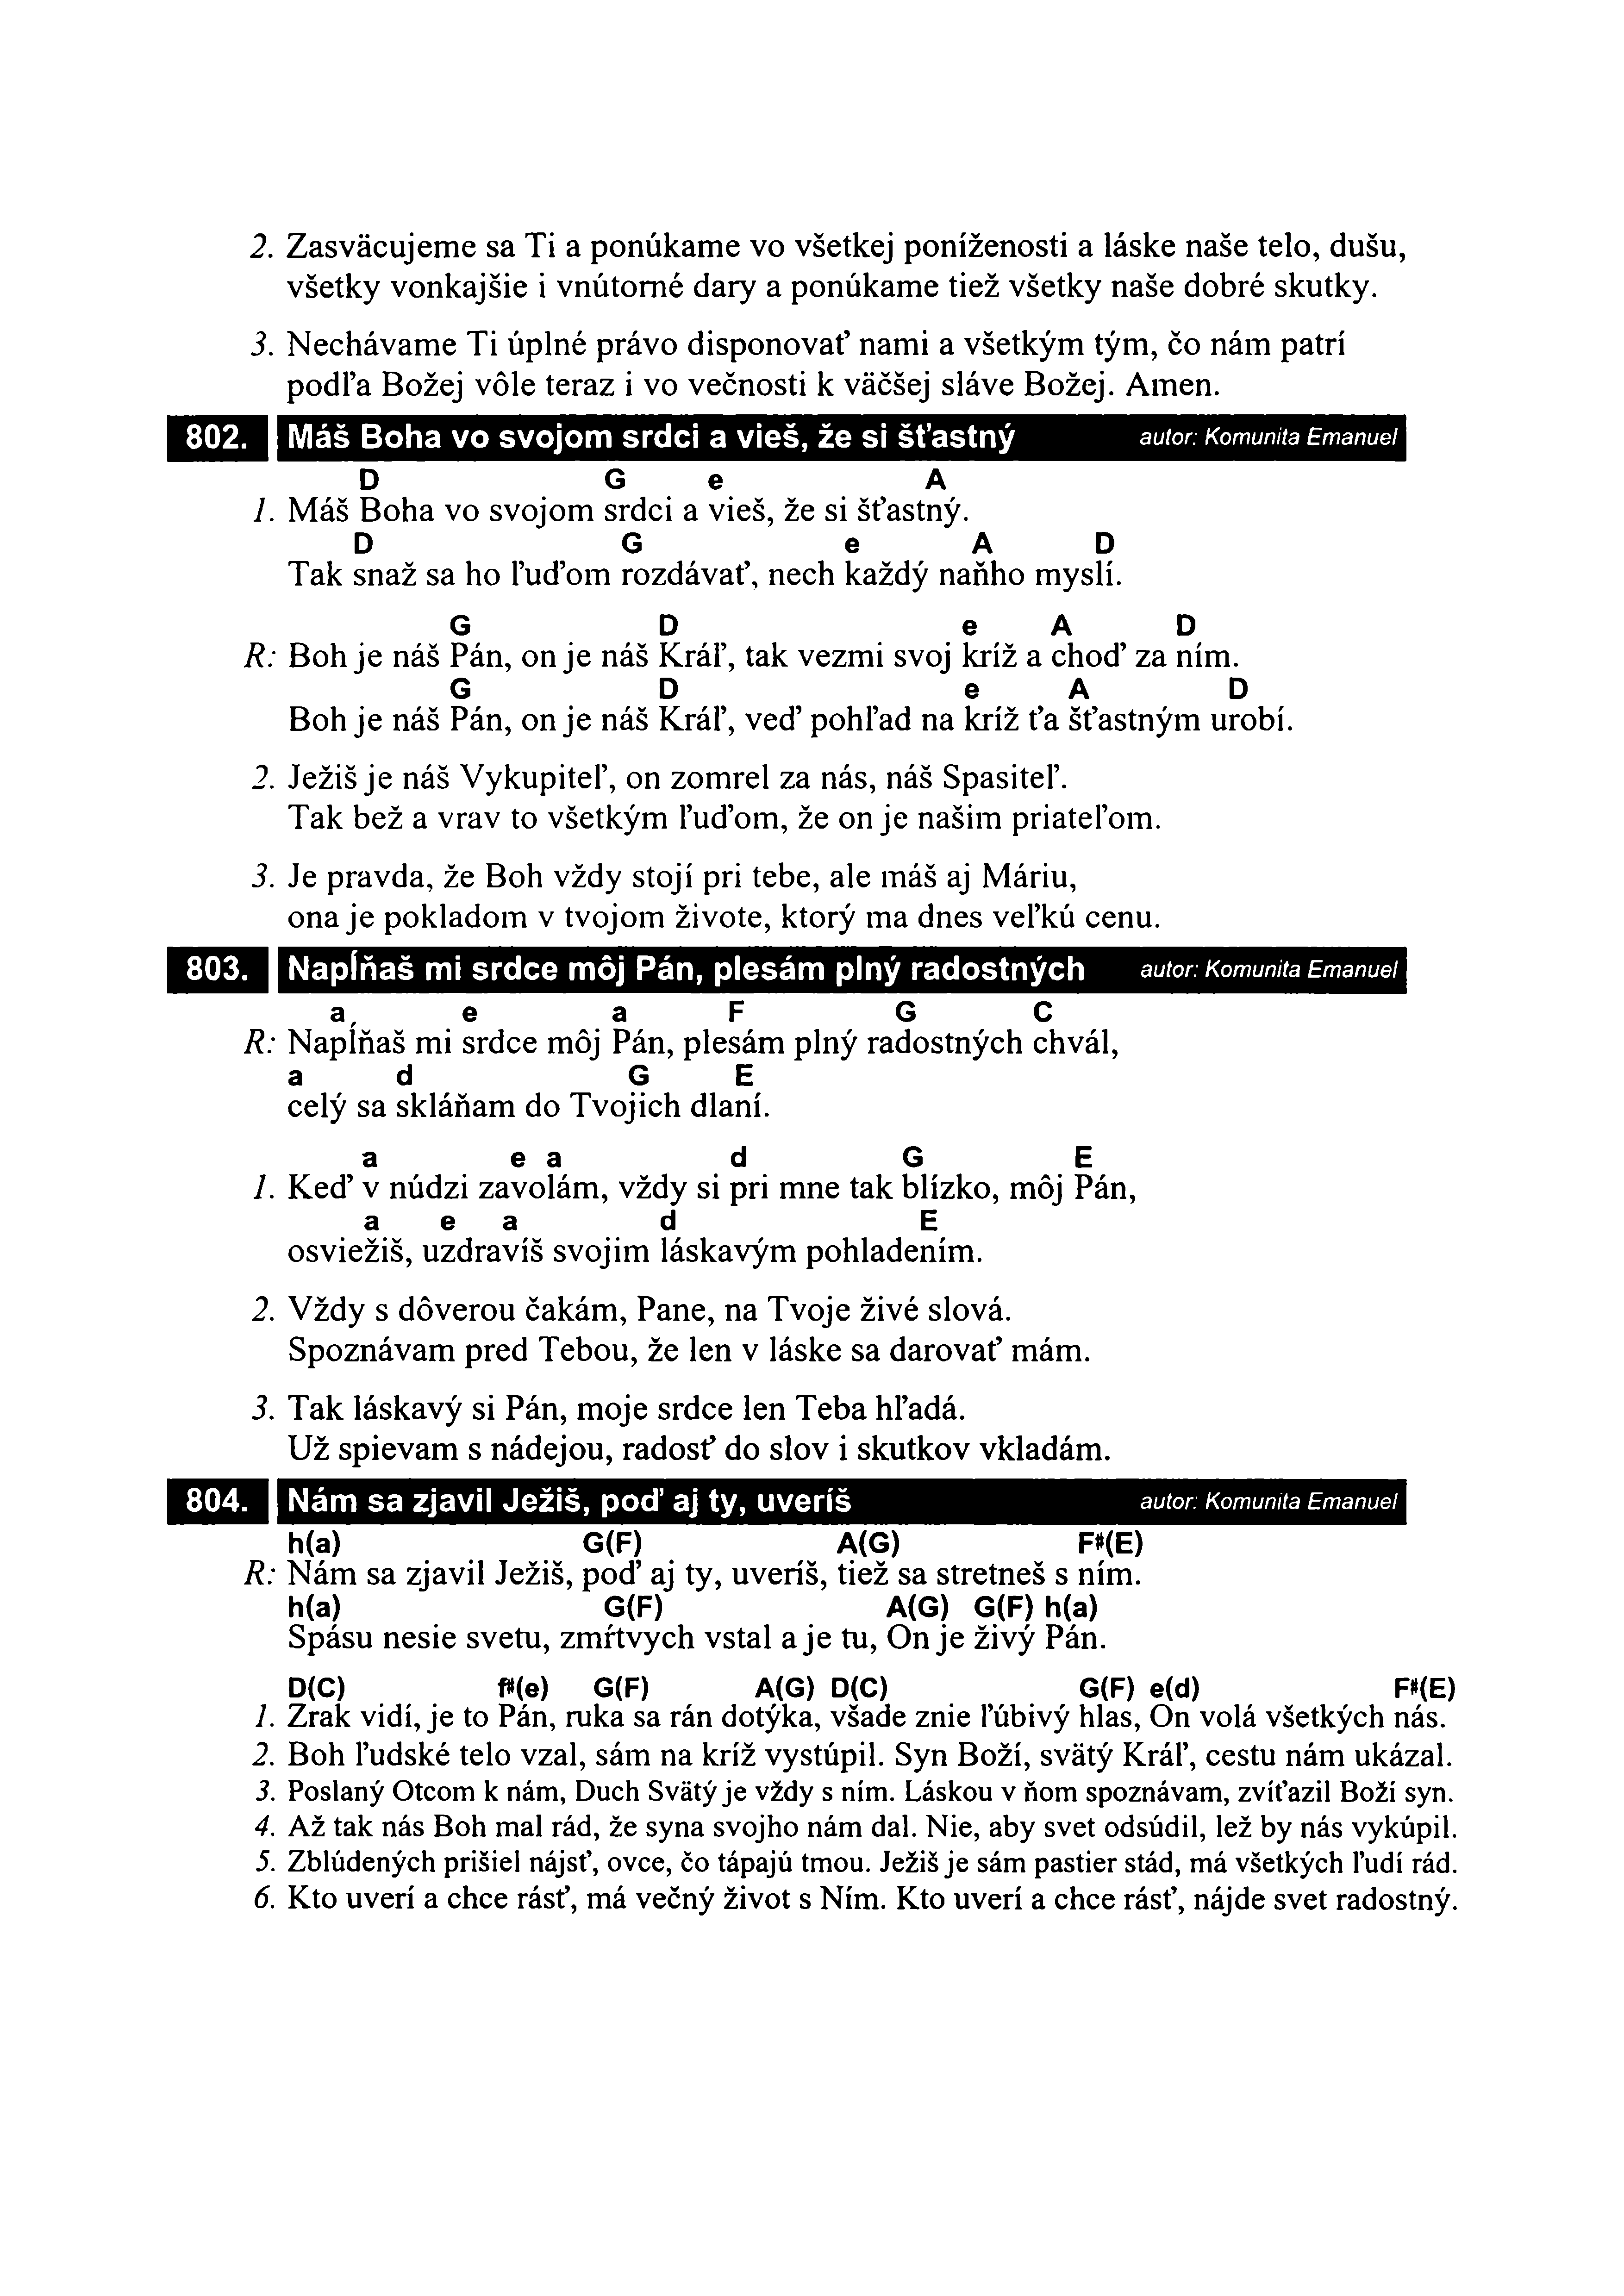 2. Zasväcujeme sa Ti a ponúkame vo všetkej poníženosti a láske naše telo, dušu,
všetky vonkajšie i vnútorné dary a ponúkame tiež všetky naše dobré skutky.
3. Nechávame Ti úplné právo disponovať nami a všetkým tým, čo nám patrí
podľa Božej vôle teraz i vo večnosti k väčšej sláve Božej. Amen.
802. Máš Boha vo svojom srdci a vieš, že si šťastný autor: Komunita Emanuel
D G e A
1. Máš Boha vo svojom srdci a vieš, že si šťastný.
D G e A D
Tak snaž sa ho ľuďom rozdávať, nech každý naňho myslí.
G D e A D
R: Boh je náš Pán, on je náš Kráľ, tak vezmi svoj kríž a choď za ním.
G D e A D
Boh je náš Pán, on je náš Kráľ, veď pohľad na kríž ťa šťastným urobí.
2. Ježiš je náš Vykupiteľ, on zomrel za nás, náš Spasiteľ.
Tak bež a vrav to všetkým ľuďom, že on je našim priateľom.
3. Je pravda, že Boh vždy stojí pri tebe, ale máš aj Máriu,
ona je pokladom v tvojom živote, ktorý ma dnes veľkú cenu.
803. Napĺňaš mi srdce môj Pán, plesám plný radostných autor: Komunita Emanuel
a e a F G C
R: Napĺňaš mi srdce môj Pán, plesám plný radostných chvál,
a d G E
celý sa skláňam do Tvojich dlaní.
a e a d G E
1. Keď v núdzi zavolám, vždy si pri mne tak blízko, môj Pán,
a e a d E
osviežiš, uzdravíš svojim láskavým pohladením.
2. Vždy s dôverou čakám, Pane, na Tvoje živé slová.
Spoznávam pred Tebou, že len v láske sa darovať mám.
3. Tak láskavý si Pán, moje srdce len Teba hľadá.
Už spievam s nádejou, radosť do slov i skutkov vkladám.
804. Nám sa zjavil Ježiš, poď aj ty, uveríš autor: Komunita Emanuel
h(a) G(F) A(G) F#(E)
R: Nám sa zjavil Ježiš, poď aj ty, uveríš, tiež sa stretneš s ním.
h(a) G(F) A(G) G(F) h(a)
Spásu nesie svetu, zmŕtvych vstal a je tu, On je živý Pán.
D(C) f#(e) G(F) A(G) D(C) G(F) e(d) F#(E)
1. Zrak vidí, je to Pán, ruka sa rán dotýka, všade znie ľúbivý hlas, On volá všetkých nás.
2. Boh ľudské telo vzal, sám na kríž vystúpil. Syn Boží, svätý Kráľ, cestu nám ukázal.
3. Poslaný Otcom k nám, Duch Svätý je vždy s ním. Láskou v ňom spoznávam, zvíťazil Boží syn.
4. Až tak nás Boh mal rád, že syna svojho nám dal. Nie, aby svet odsúdil, lež by nás vykúpil.
5. Zblúdených prišiel nájsť, ovce, čo tápajú tmou. Ježiš je sám pastier stád, má všetkých ľudí rád.
6. Kto uverí a chce rásť, má večný život s Ním. Kto uverí a chce rásť, nájde svet radostný.